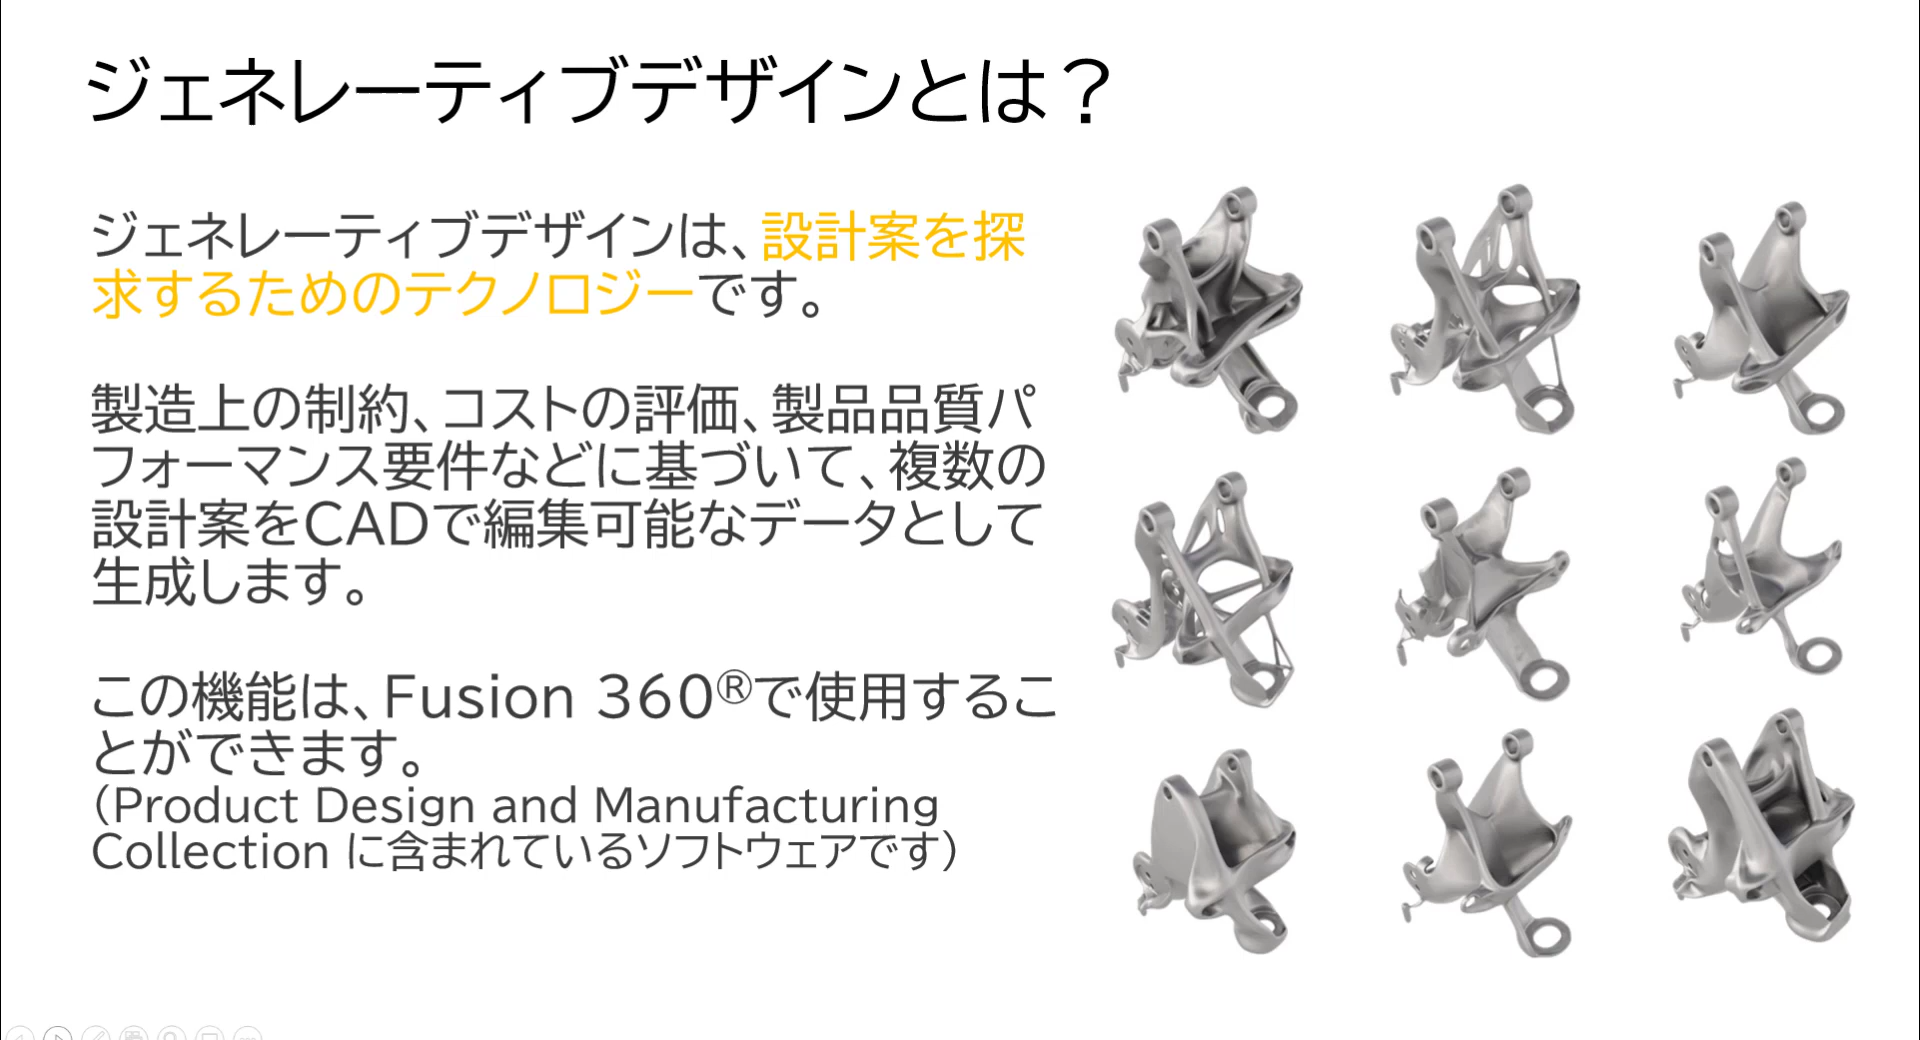 ジェネレーティブデザインとは？
ジェネレーティブデザインは、設計案を探
求するためのテクノロジーです。
製造上の制約、コストの評価、製品品質パ
フォーマンス要件などに基づいて、複数の
設計案をCADで編集可能なデータとして
生成します。
この機能は、Fusion 360®で使用するこ
とができます。
（Product Design and Manufacturing
Collection に含まれているソフトウェアです）